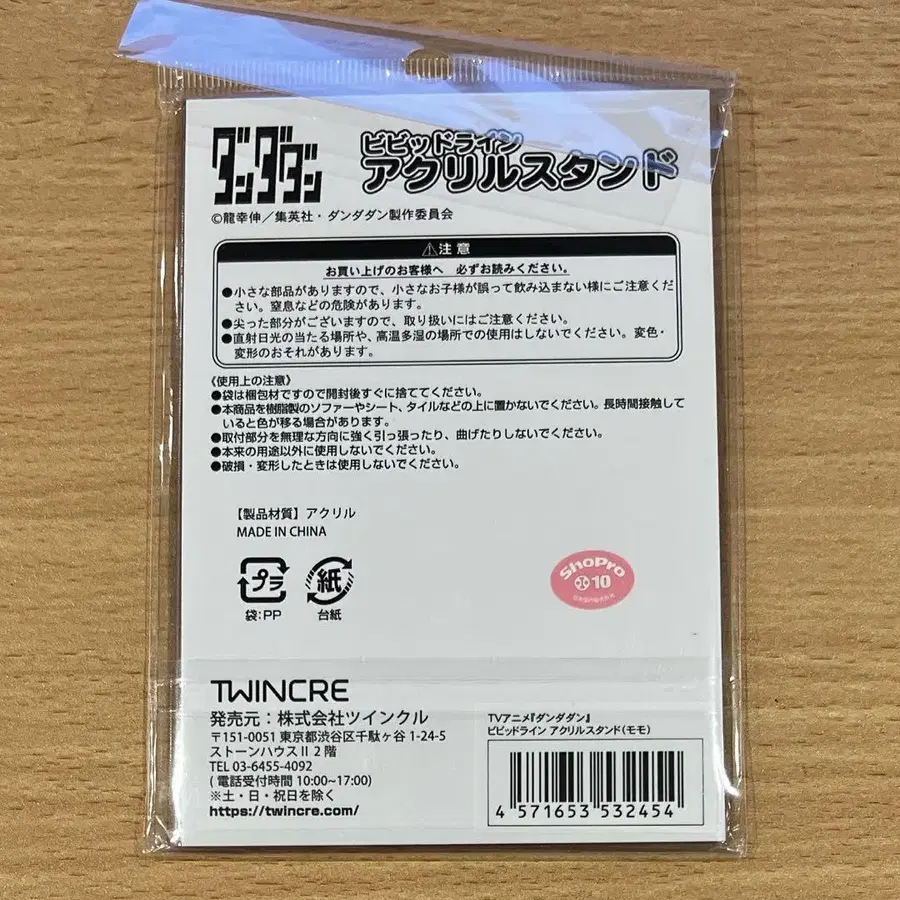 ダンダダン
ビビッドライン
アクリルスタンド
©龍幸伸／集英社・ダンダダン製作委員会
⚠注意
お買い上げのお客様へ 必ずお読みください。
●小さな部品がありますので、小さなお子様が誤って飲み込まない様にご注意くだ
さい。窒息などの危険があります。
●尖った部分がございますので、取り扱いにはご注意ください。
●直射日光の当たる場所や、高温多湿の場所での使用はしないでください。変色・
変形のおそれがあります。
《使用上の注意》
●袋は梱包材ですので開封後すぐに捨ててください。
●本商品を樹脂製のソファーやシート、タイルなどの上に置かないでください。長時間接触して
いると色が移る場合があります。
●取付部分を無理な方向に強く引っ張ったり、曲げたりしないでください。
●本来の用途以外に使用しないでください。
●破損・変形したときは使用しないでください。
【製品材質】アクリル
MADE IN CHINA
プラ
紙
袋:PP
台紙
ShoPro
10
TWINCRE
発売元：株式会社ツインクル
〒151-0051 東京都渋谷区千駄ヶ谷 1-24-5
ストーンハウスⅡ 2階
TEL 03-6455-4092
(電話受付時間 10:00~17:00)
※土・日・祝日を除く
https://twincre.com/
TVアニメ『ダンダダン』
ビビッドライン アクリルスタンド(モモ)
4 571653 532454